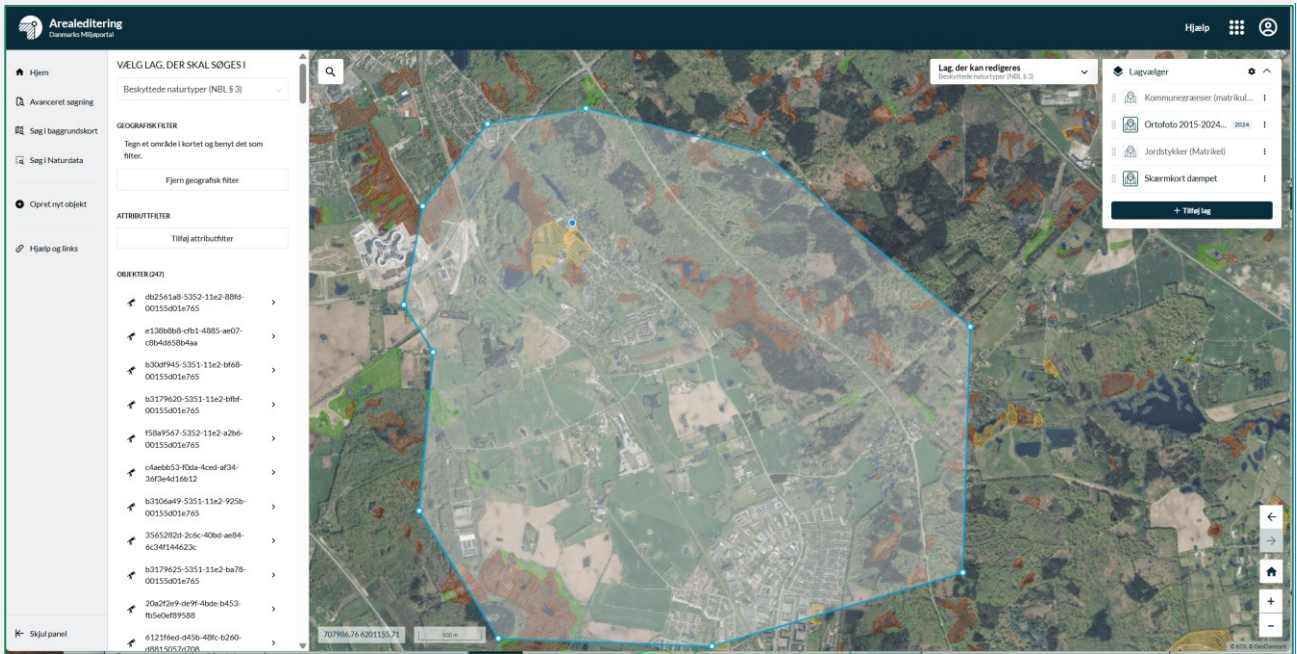 Arealeditering
Danmarks Miljøportal
Hjælp
Hjem
Avanceret søgning
Søg i baggrundskort
Søg i Naturdata
Opret nyt objekt
Hjælp og links
Skjul panel
VÆLG LAG, DER SKAL SØGES I
Beskyttede naturtyper (NBL § 3)
GEOGRAFISK FILTER
Tegn et område i kortet og benyt det som
filter.
Fjern geografisk filter
ATTRIBUTFILTER
Tilføj attributfilter
OBJEKTER (247)
db2561a8-5352-11e2-88fd-
00155d01e765
e138b8b8-cfb1-4885-ae07-
c8b4d658b4aa
b30df945-5351-11e2-bf68-
00155d01e765
b3179620-5351-11e2-bfbf-
00155d01e765
f58a9567-5352-11e2-a2b6-
00155d01e765
c4aebb53-f0da-4ced-af34-
36f3e4d16b12
b3106a49-5351-11e2-925b-
00155d01e765
3565282d-2c6c-40bd-ae84-
6c34f144623c
b3179625-5351-11e2-ba78-
00155d01e765
20a2f2e9-de9f-4bde-b453-
fb5e0ef89588
6121f6ed-d45b-48fc-b260-
d8815057d708
Lag, der kan redigeres
Beskyttede naturtyper (NBL § 3)
Lagvælger
Kommunegrænser (matrikul...
Ortofoto 2015-2024... 2024
Jordstykker (Matrikel)
Skærmkort dæmpet
+ Tilføj lag
707986.76 6201155.71
500 m
© KDS, © GeoDanmark